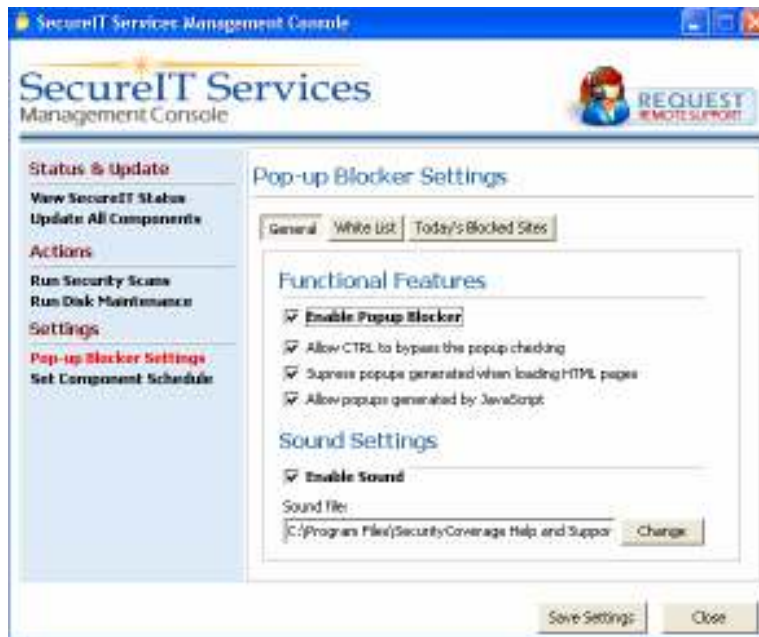 SecureIT Services Management Console
SecureIT Services
Management Console
REQUEST
REMOTE SUPPORT
Status & Update
View SecureIT Status
Update All Components
Actions
Run Security Scans
Run Disk Maintenance
Settings
Pop-up Blocker Settings
Set Component Schedule
Pop-up Blocker Settings
General White List Today's Blocked Sites
Functional Features
Enable Popup Blocker
Allow CTRL to bypass the popup checking
Supress popups generated when loading HTML pages
Allow popups generated by JavaScript
Sound Settings
Enable Sound
Sound file:
C:\Program Files\SecurityCoverage Help and Suppor Change
Save Settings Close